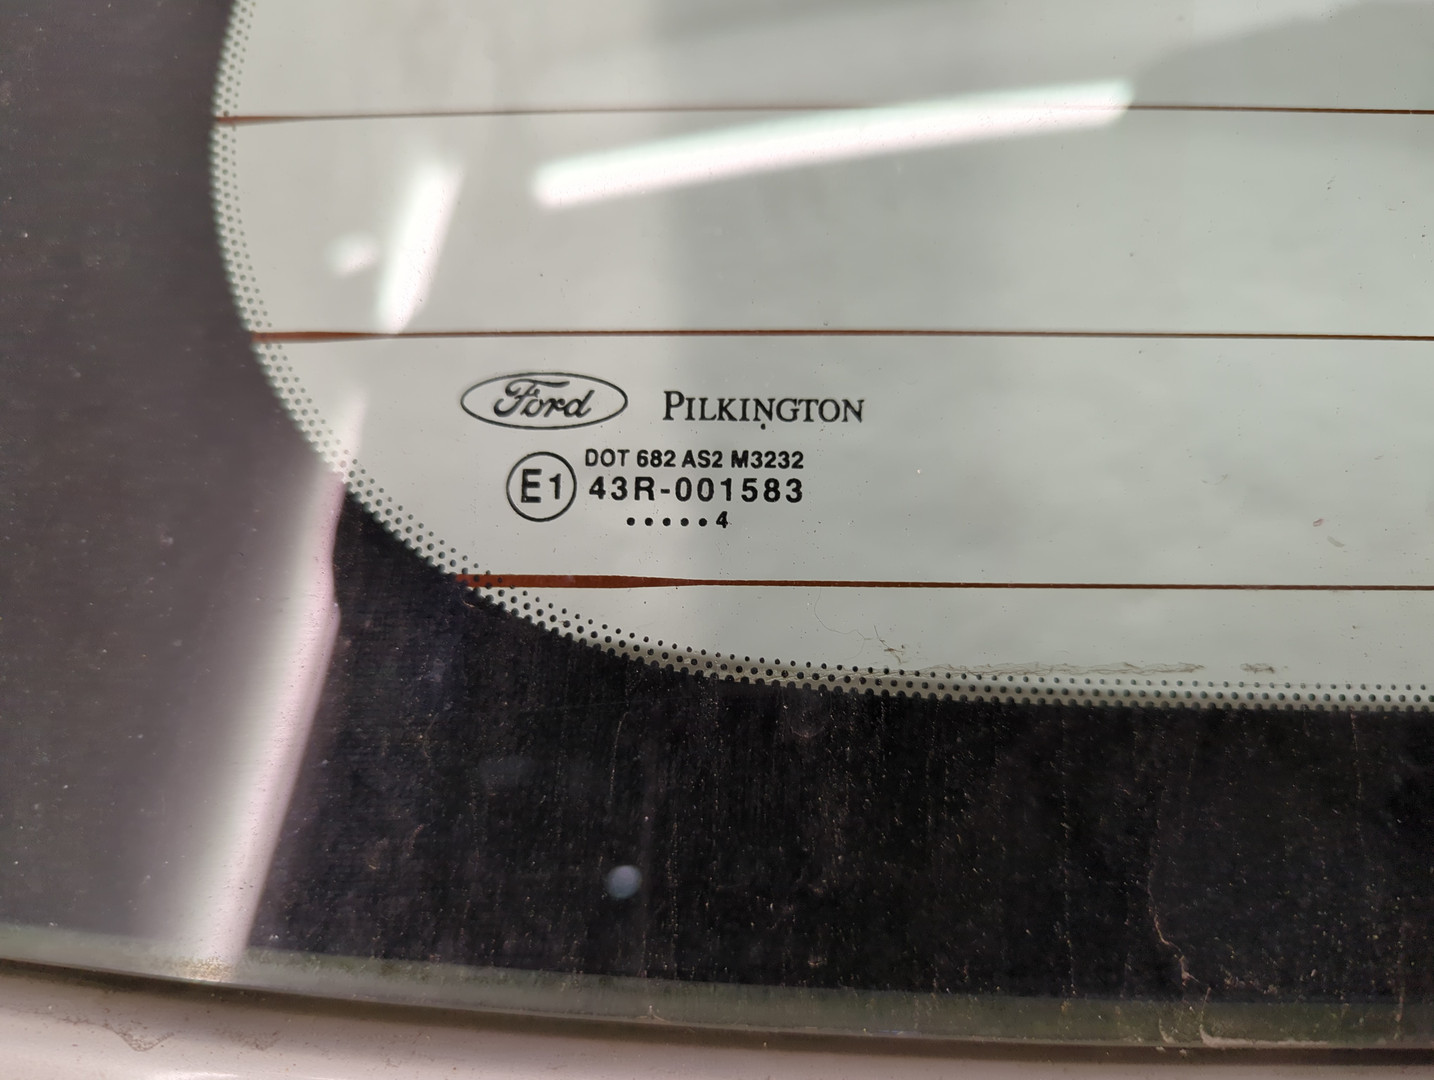 Ford PILKINGTON
DOT 682 AS2 M3232
E1 43R-001583
.....4